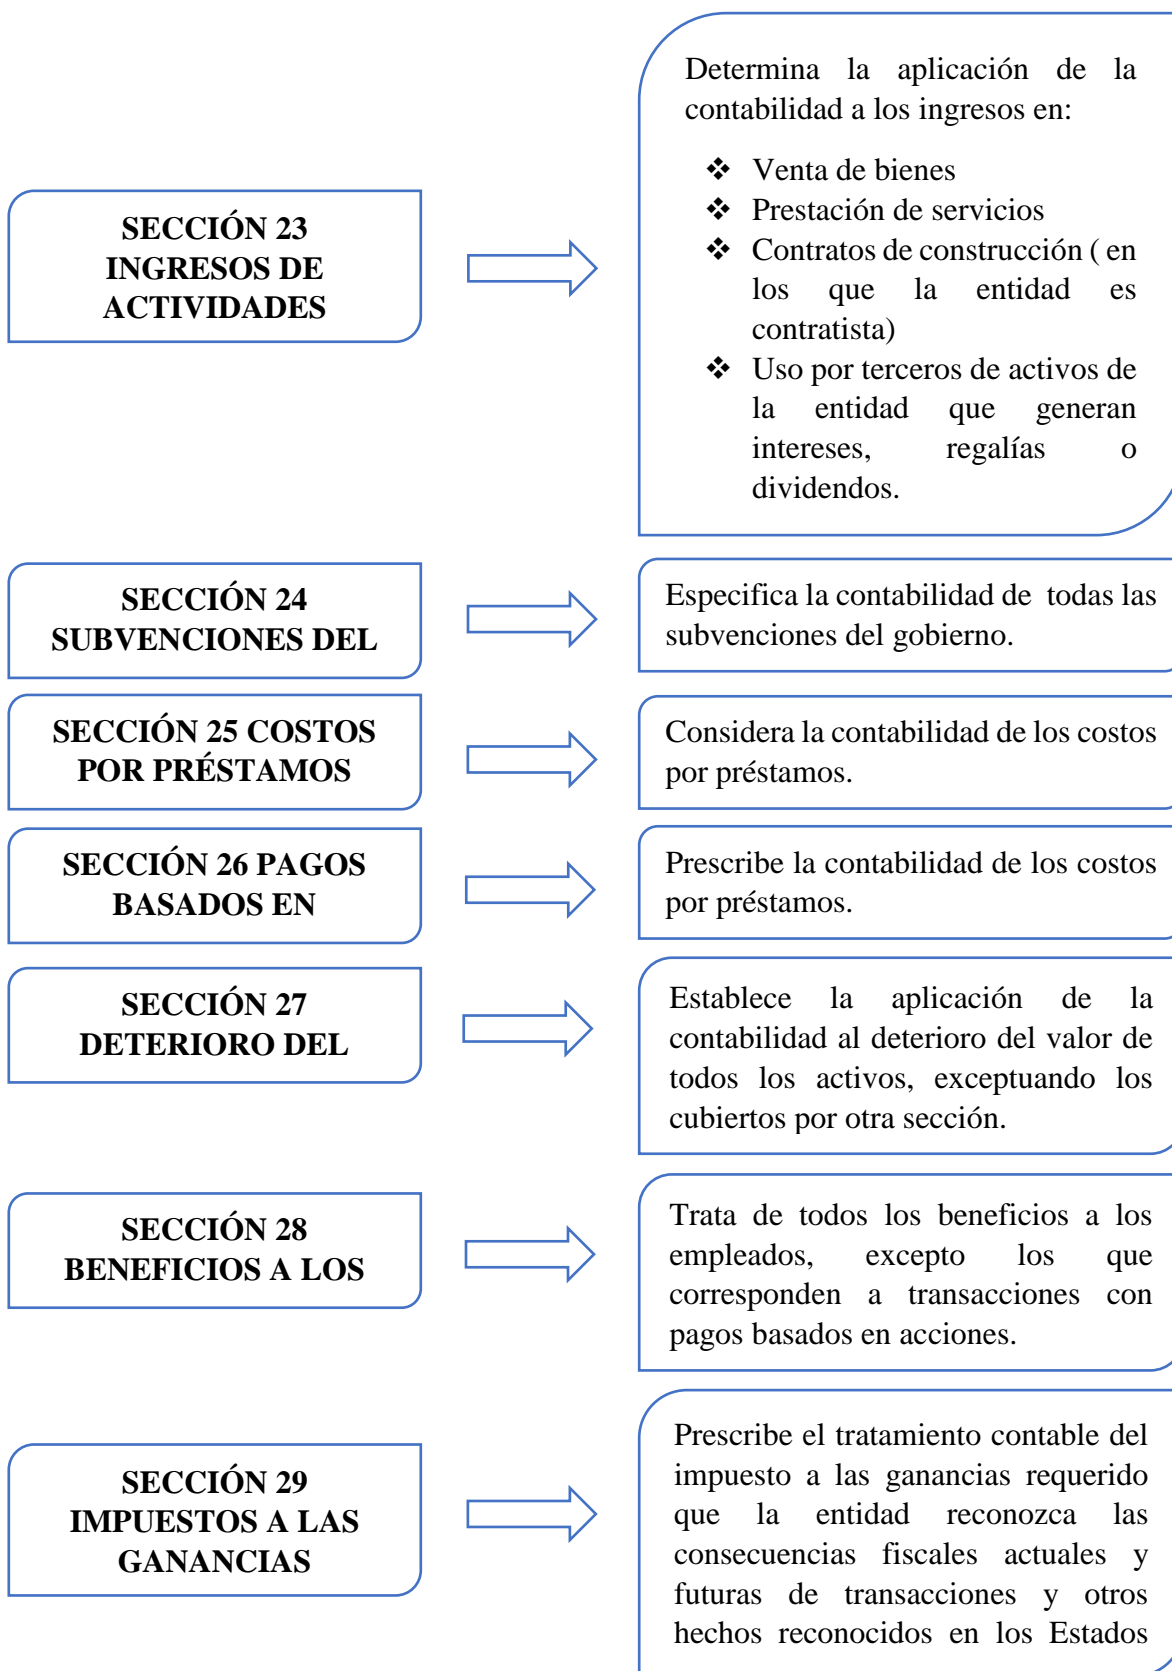 SECCIÓN 23
INGRESOS DE
ACTIVIDADES
Determina la aplicación de la
contabilidad a los ingresos en:
❖ Venta de bienes
❖ Prestación de servicios
❖ Contratos de construcción ( en
los que la entidad es
contratista)
❖ Uso por terceros de activos de
la entidad que generan
intereses, regalías o
dividendos.
SECCIÓN 24
SUBVENCIONES DEL
Especifica la contabilidad de todas las
subvenciones del gobierno.
SECCIÓN 25 COSTOS
POR PRÉSTAMOS
Considera la contabilidad de los costos
por préstamos.
SECCIÓN 26 PAGOS
BASADOS EN
Prescribe la contabilidad de los costos
por préstamos.
SECCIÓN 27
DETERIORO DEL
Establece la aplicación de la
contabilidad al deterioro del valor de
todos los activos, exceptuando los
cubiertos por otra sección.
SECCIÓN 28
BENEFICIOS A LOS
Trata de todos los beneficios a los
empleados, excepto los que
corresponden a transacciones con
pagos basados en acciones.
SECCIÓN 29
IMPUESTOS A LAS
GANANCIAS
Prescribe el tratamiento contable del
impuesto a las ganancias requerido
que la entidad reconozca las
consecuencias fiscales actuales y
futuras de transacciones y otros
hechos reconocidos en los Estados